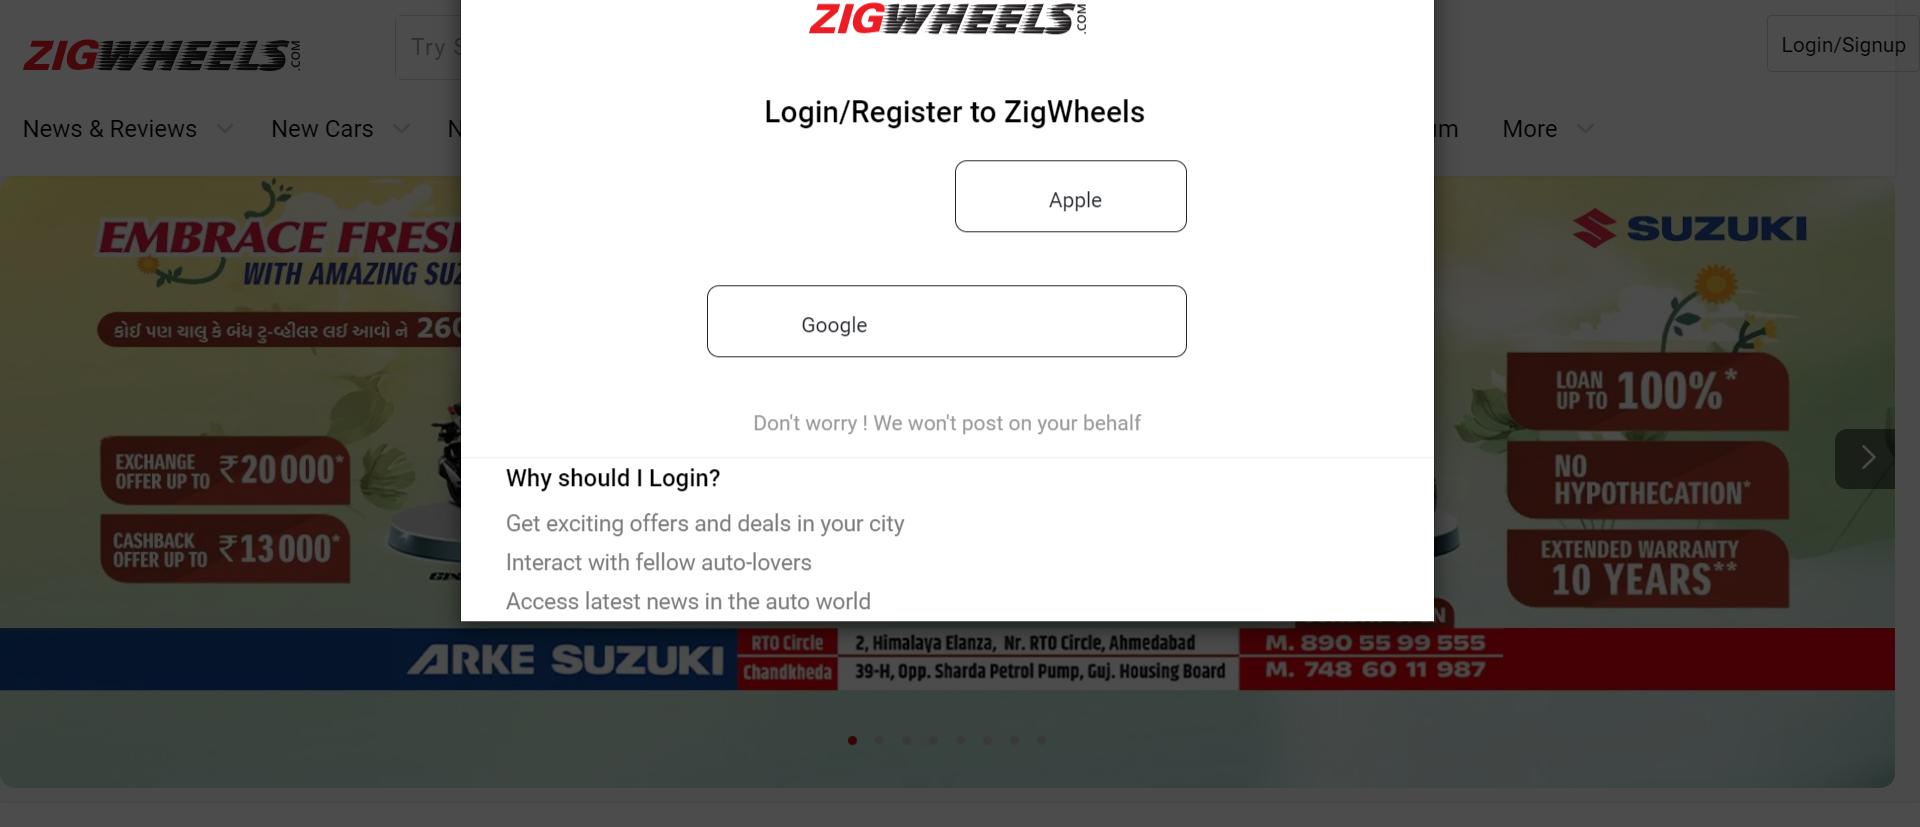 ZIGWHEELS.COM
Login/Signup
News & Reviews
New Cars
More
ZIGWHEELS.COM
Login/Register to ZigWheels
Apple
Google
Don't worry ! We won't post on your behalf
Why should I Login?
Get exciting offers and deals in your city
Interact with fellow auto-lovers
Access latest news in the auto world
EMBRACE
WITH AMAZING
કોઈ પણ ચાલુ કે બંધ ટુ-વ્હીલર લઈ આવો ને
EXCHANGE
OFFER UP TO ₹20000*
CASHBACK
OFFER UP TO ₹13000*
SUZUKI
LOAN
UP TO 100%*
NO
HYPOTHECATION*
EXTENDED WARRANTY
10 YEARS**
ARKE SUZUKI
RTO Circle
2, Himalaya Elanza, Nr. RTO Circle, Ahmedabad
M. 890 55 99 555
Chandkheda
39-H, Opp. Sharda Petrol Pump, Guj. Housing Board
M. 748 60 11 987